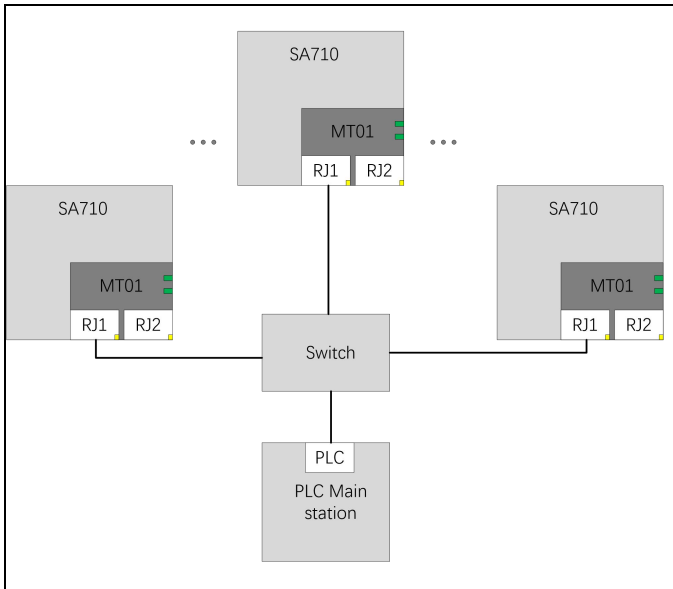 SA710
MT01
...
...
RJ1 RJ2
SA710
SA710
MT01
MT01
RJ1 RJ2
RJ1 RJ2
Switch
PLC
PLC Main
station